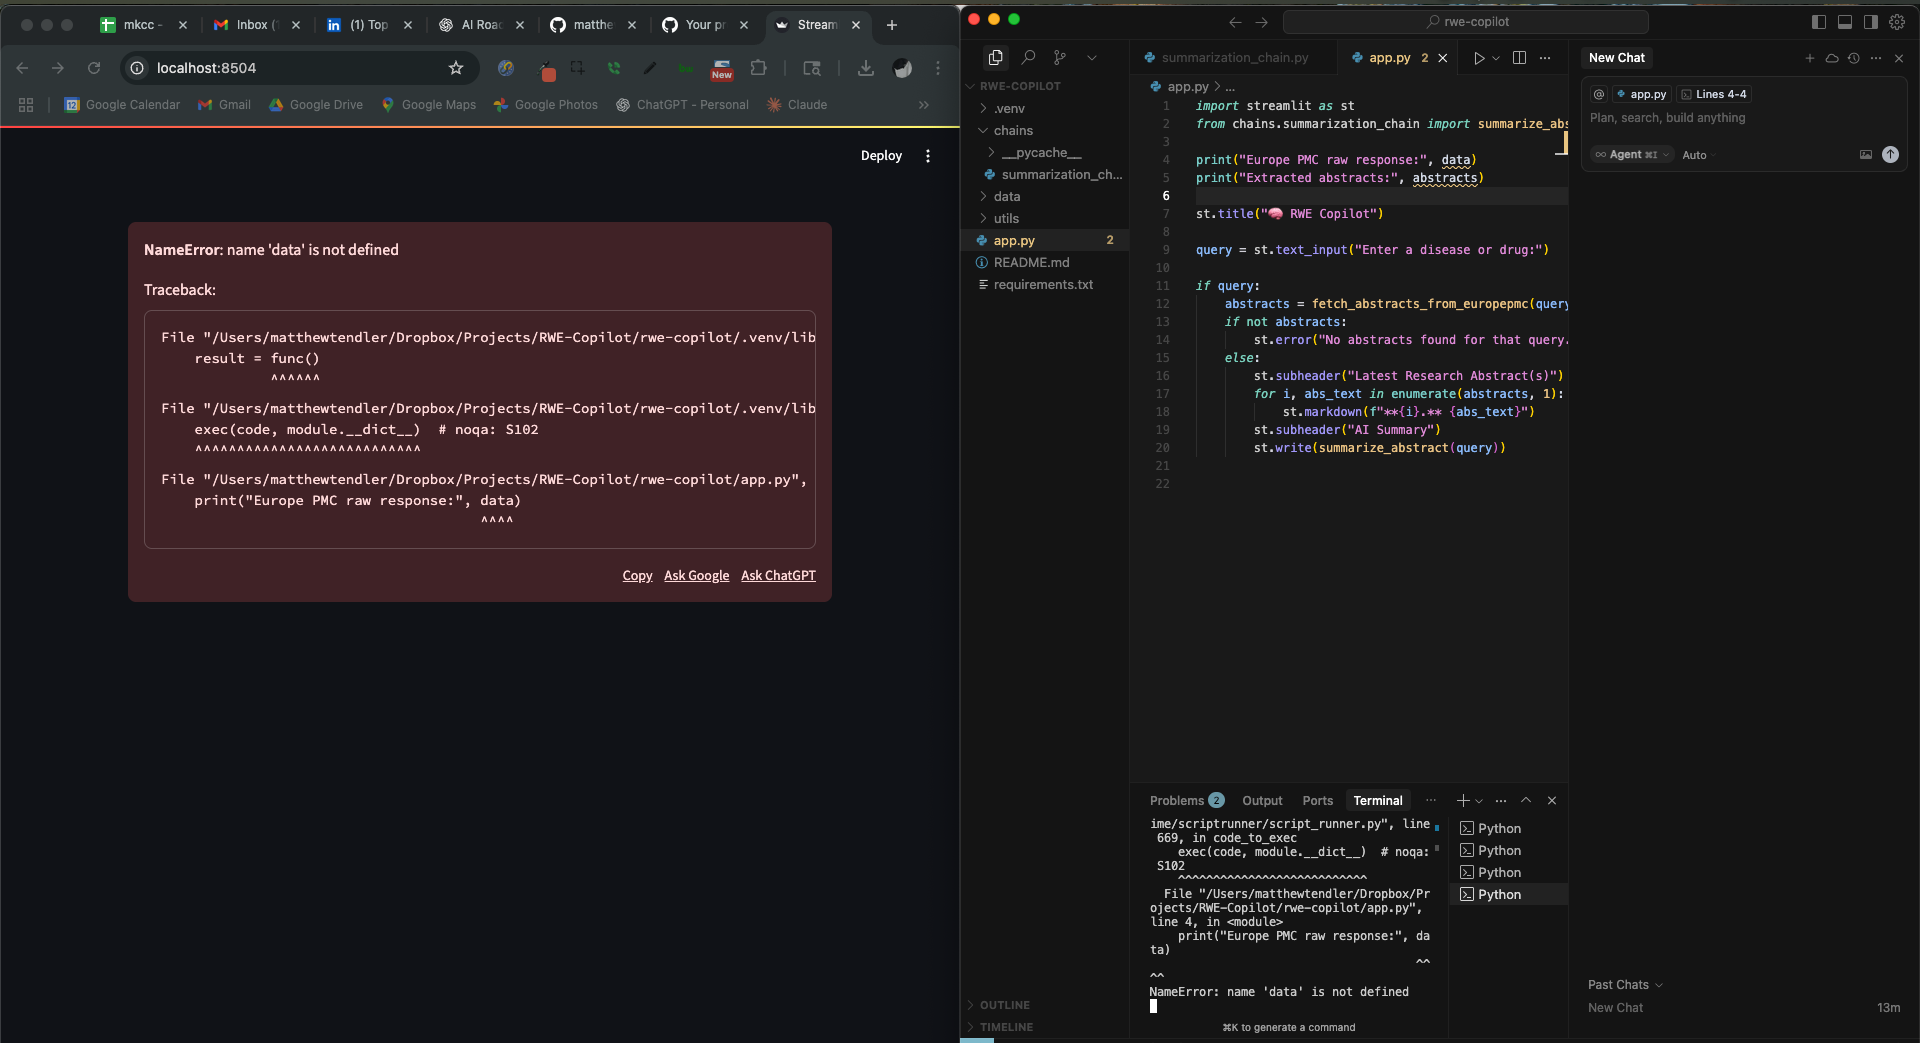 mkcc -
Inbox (
(1) Top
AI Road
matthe
Your pr
Stream
localhost:8504
New
Google Calendar
Gmail
Google Drive
Google Maps
Google Photos
ChatGPT - Personal
Claude
Deploy
NameError: name 'data' is not defined
Traceback:
File "/Users/matthewtendler/Dropbox/Projects/RWE-Copilot/rwe-copilot/.venv/lib
result = func()
^^^^^^
File "/Users/matthewtendler/Dropbox/Projects/RWE-Copilot/rwe-copilot/.venv/lib
exec(code, module.__dict__)  # noqa: S102
^^^^^^^^^^^^^^^^^^^^^^^^^^^
File "/Users/matthewtendler/Dropbox/Projects/RWE-Copilot/rwe-copilot/app.py",
print("Europe PMC raw response:", data)
^^^^
Copy Ask Google Ask ChatGPT
rwe-copilot
RWE-COPILOT
.venv
chains
__pycache__
summarization_ch...
data
utils
app.py 2
README.md
requirements.txt
OUTLINE
TIMELINE
summarization_chain.py
app.py 2
app.py > ...
1 import streamlit as st
2 from chains.summarization_chain import summarize_abs
3
4 print("Europe PMC raw response:", data)
5 print("Extracted abstracts:", abstracts)
6
7 st.title("🧠 RWE Copilot")
8
9 query = st.text_input("Enter a disease or drug:")
10
11 if query:
12 abstracts = fetch_abstracts_from_europepmc(query
13 if not abstracts:
14 st.error("No abstracts found for that query.
15 else:
16 st.subheader("Latest Research Abstract(s)")
17 for i, abs_text in enumerate(abstracts, 1):
18 st.markdown(f"**{i}.** {abs_text}")
19 st.subheader("AI Summary")
20 st.write(summarize_abstract(query))
21
22
Problems 2 Output Ports Terminal
ime/scriptrunner/script_runner.py", line
669, in code_to_exec
exec(code, module.__dict__)  # noqa:
S102
^^^^^^^^^^^^^^^^^^^^^^^^^^^
File "/Users/matthewtendler/Dropbox/Pr
ojects/RWE-Copilot/rwe-copilot/app.py",
line 4, in <module>
print("Europe PMC raw response:", da
ta)
^^
^^
NameError: name 'data' is not defined
⌘K to generate a command
Python
Python
Python
Python
New Chat
@ app.py Lines 4-4
Plan, search, build anything
∞ Agent ⌘I Auto
Past Chats
New Chat 13m